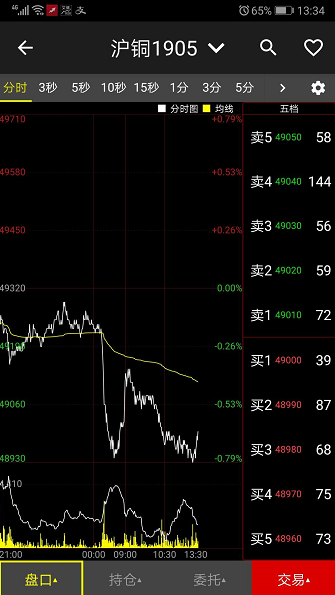 4G 65% 13:34
沪铜1905
分时 3秒 5秒 10秒 15秒 1分 3分 5分
分时图 均线 五档
49710 +0.79%
49580 +0.53%
49450 +0.26%
49320 0.00%
49190 -0.26%
49060 -0.53%
48930 -0.79%
卖5 49050 58
卖4 49040 144
卖3 49030 56
卖2 49020 59
卖1 49010 72
买1 49000 39
买2 48990 87
买3 48980 68
买4 48970 75
买5 48960 73
21:00 00:00 09:00 10:30 13:30
盘口 持仓 委托 交易